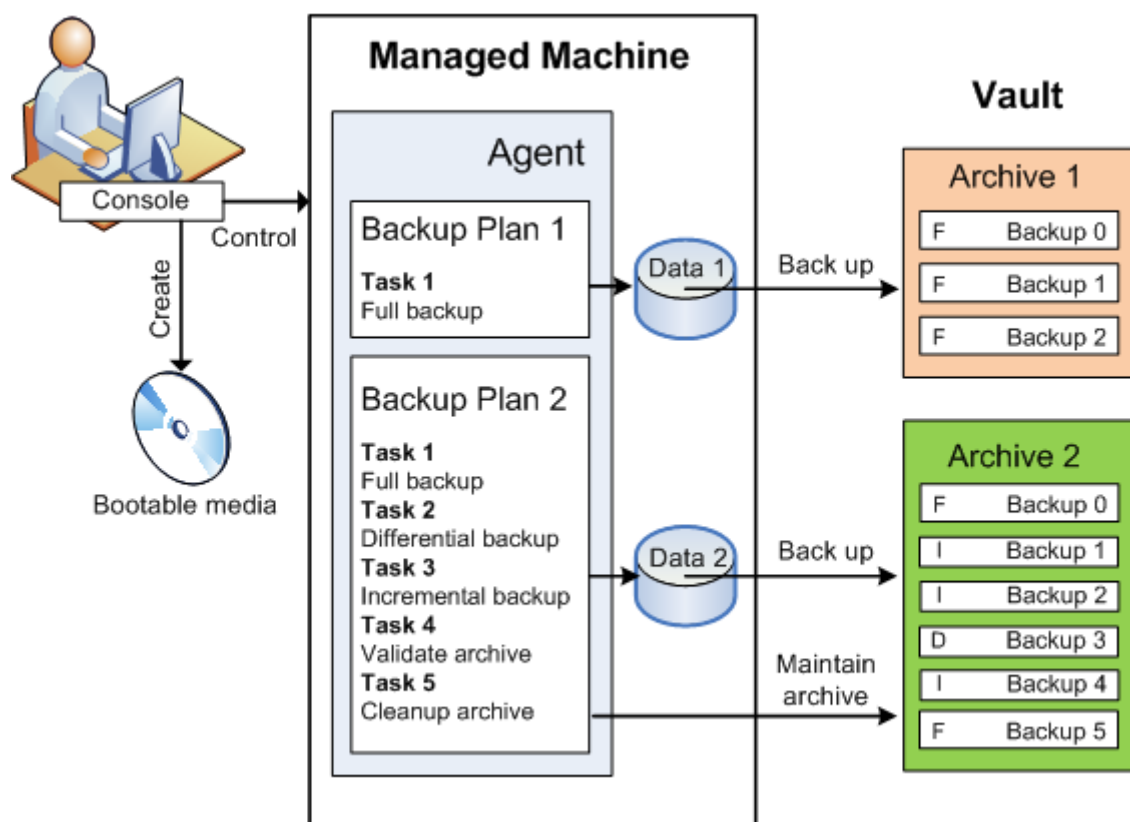 Managed Machine
Vault
Console
Control
Create
Bootable media
Agent
Backup Plan 1
Task 1
Full backup
Backup Plan 2
Task 1
Full backup
Task 2
Differential backup
Task 3
Incremental backup
Task 4
Validate archive
Task 5
Cleanup archive
Data 1
Back up
Data 2
Back up
Maintain
archive
Archive 1
F Backup 0
F Backup 1
F Backup 2
Archive 2
F Backup 0
I Backup 1
I Backup 2
D Backup 3
I Backup 4
F Backup 5